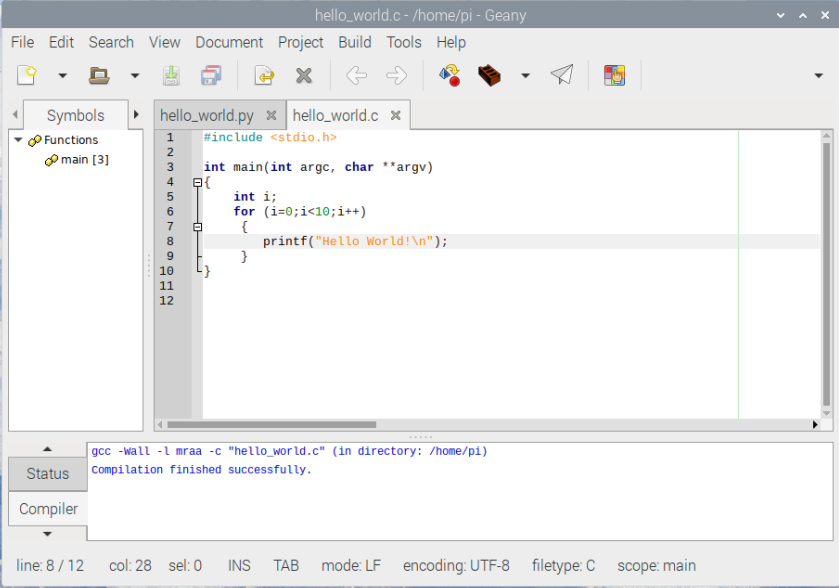 hello_world.c - /home/pi - Geany
File Edit Search View Document Project Build Tools Help
Symbols
hello_world.py hello_world.c
Functions
main [3]
1 #include <stdio.h>
2
3 int main(int argc, char **argv)
4 {
5     int i;
6     for (i=0;i<10;i++)
7      {
8         printf("Hello World!\n");
9      }
10 }
11
12
gcc -Wall -l mraa -c "hello_world.c" (in directory: /home/pi)
Compilation finished successfully.
Status
Compiler
line: 8 / 12 col: 28 sel: 0 INS TAB mode: LF encoding: UTF-8 filetype: C scope: main